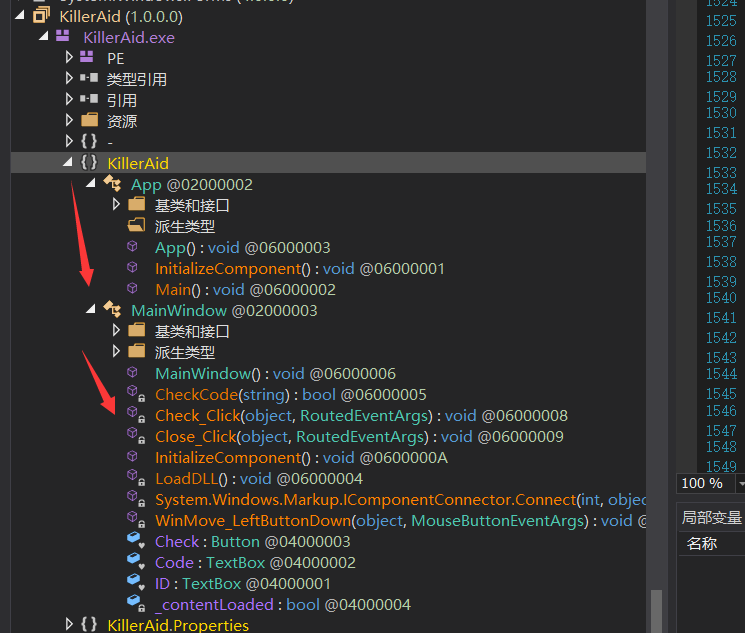 KillerAid (1.0.0.0)
KillerAid.exe
PE
类型引用
引用
资源
{ } -
{ } KillerAid
App @02000002
基类和接口
派生类型
App() : void @06000003
InitializeComponent() : void @06000001
Main() : void @06000002
MainWindow @02000003
基类和接口
派生类型
MainWindow() : void @06000006
CheckCode(string) : bool @06000005
Check_Click(object, RoutedEventArgs) : void @06000008
Close_Click(object, RoutedEventArgs) : void @06000009
InitializeComponent() : void @0600000A
LoadDLL() : void @06000004
System.Windows.Markup.IComponentConnector.Connect(int, objec
WinMove_LeftButtonDown(object, MouseButtonEventArgs) : void @
Check : Button @04000003
Code : TextBox @04000002
ID : TextBox @04000001
_contentLoaded : bool @04000004
{ } KillerAid.Properties
1524
1525
1526
1527
1528
1529
1530
1531
1532
1533
1534
1535
1536
1537
1538
1539
1540
1541
1542
1543
1544
1545
1546
1547
1548
1549
100 %
局部变量
名称